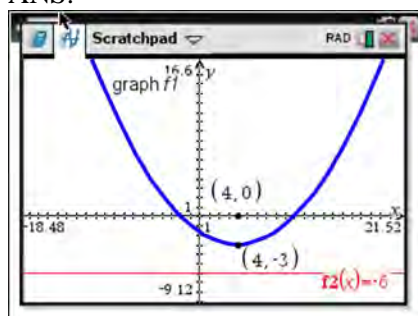 ANS:
Scratchpad
RAD
16.6 y
graph f1
(4,0)
1
x
-18.48
1
21.52
(4,-3)
f2(x)=-6
-9.12